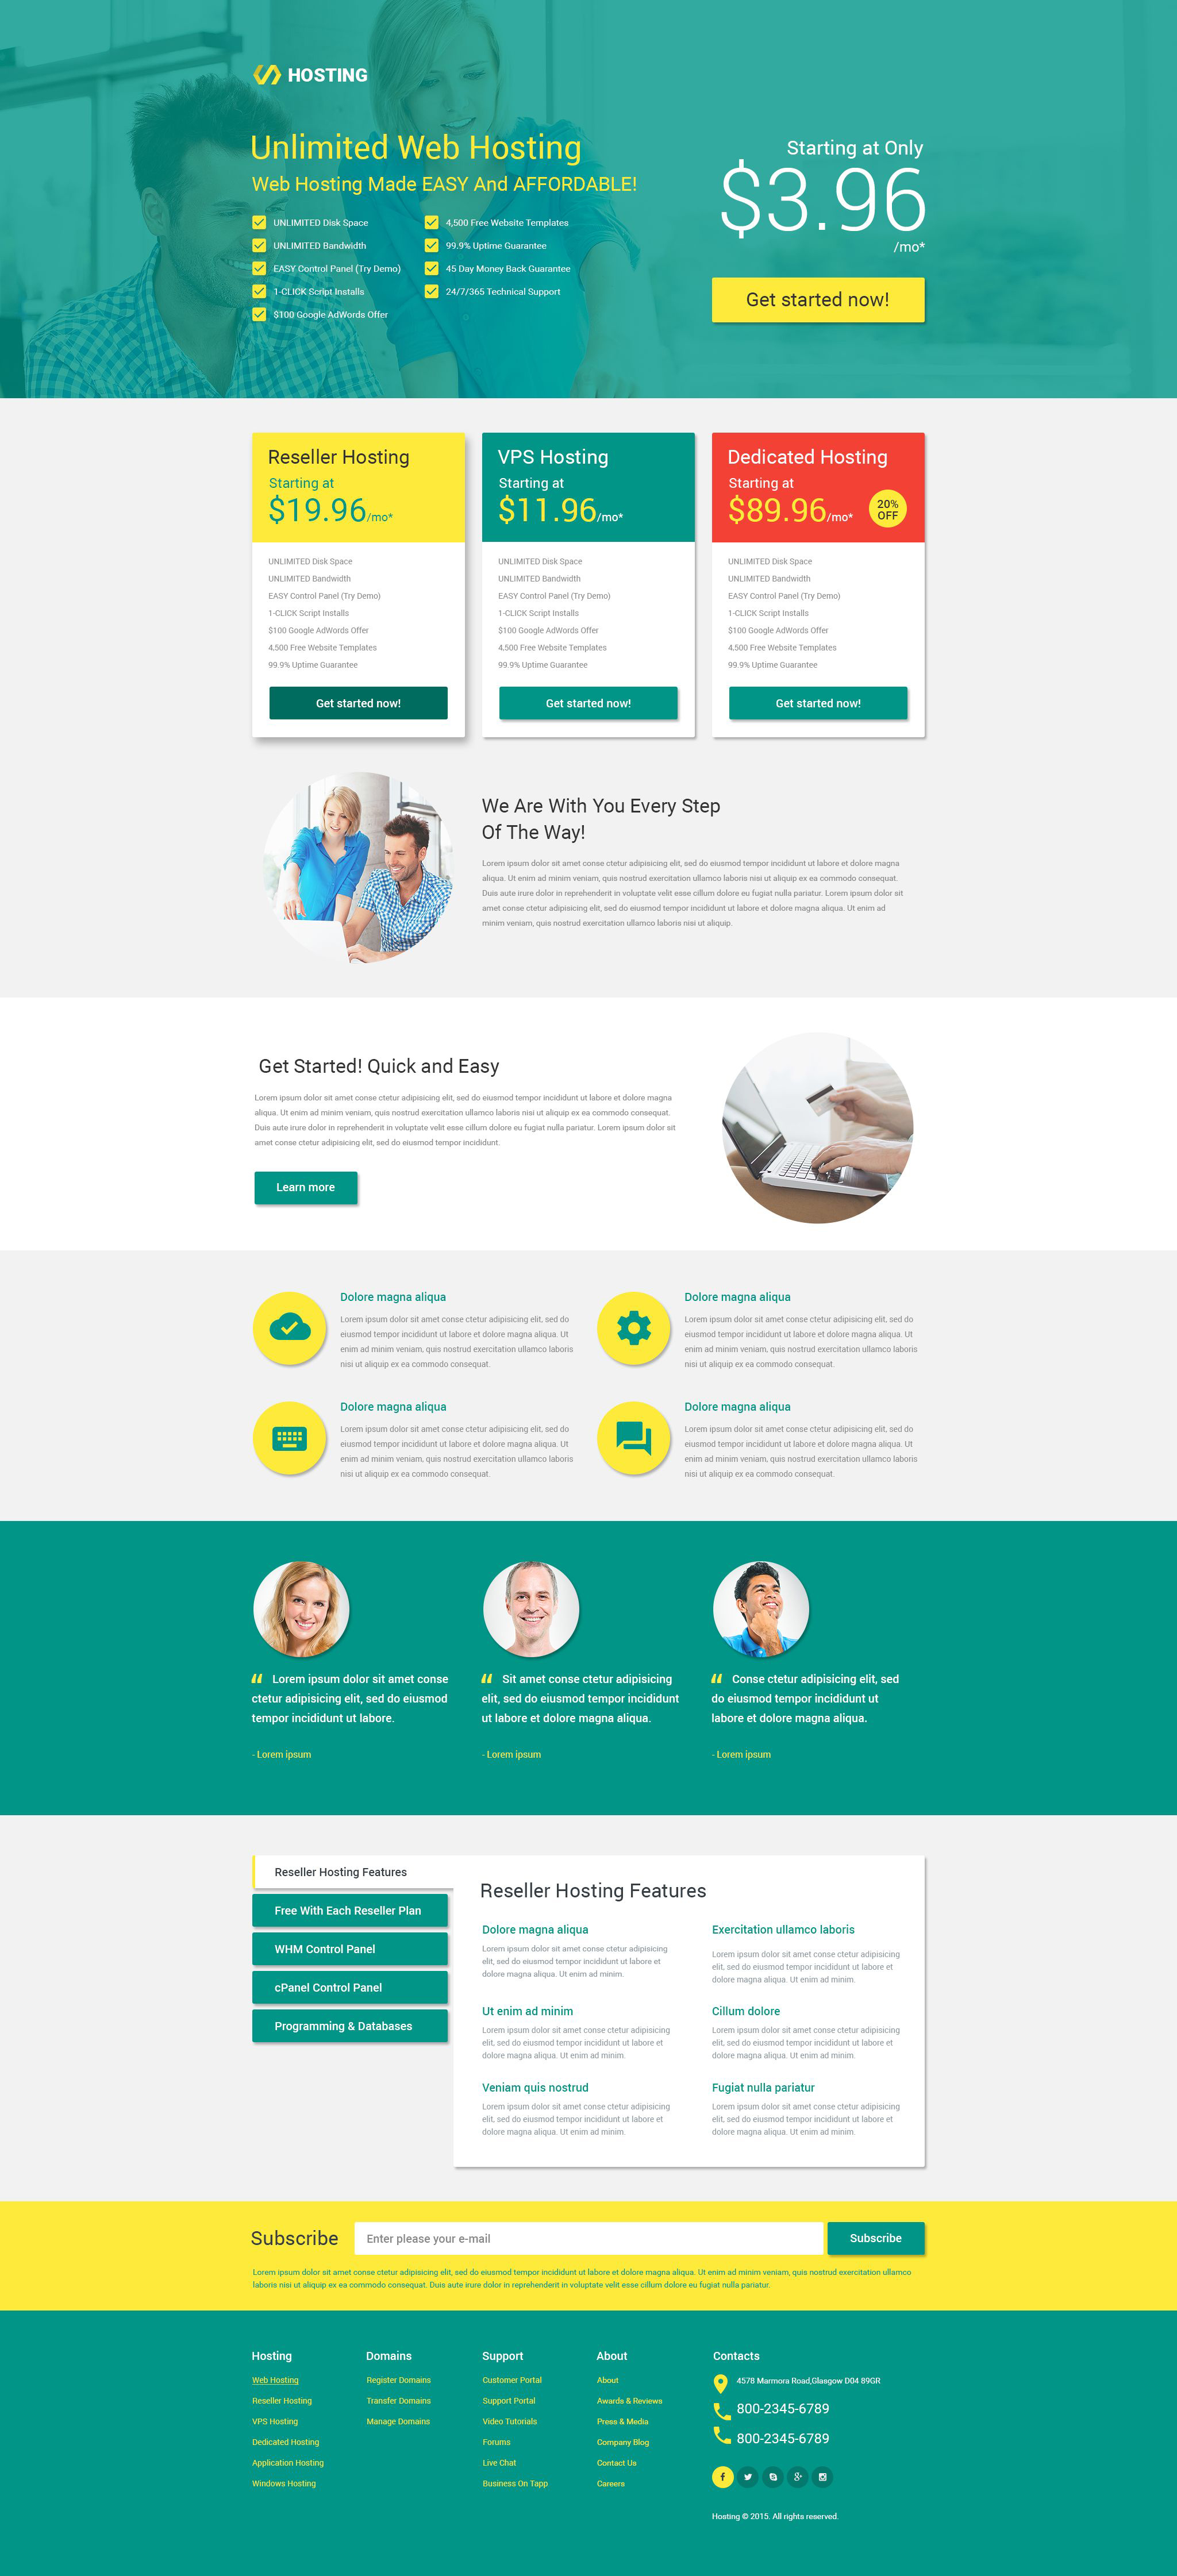 HOSTING
Unlimited Web Hosting
Web Hosting Made EASY And AFFORDABLE!
UNLIMITED Disk Space
UNLIMITED Bandwidth
EASY Control Panel (Try Demo)
1-CLICK Script Installs
$100 Google AdWords Offer
4,500 Free Website Templates
99.9% Uptime Guarantee
45 Day Money Back Guarantee
24/7/365 Technical Support
Starting at Only
$3.96
/mo*
Get started now!
Reseller Hosting
Starting at
$19.96/mo*
UNLIMITED Disk Space
UNLIMITED Bandwidth
EASY Control Panel (Try Demo)
1-CLICK Script Installs
$100 Google AdWords Offer
4,500 Free Website Templates
99.9% Uptime Guarantee
Get started now!
VPS Hosting
Starting at
$11.96/mo*
UNLIMITED Disk Space
UNLIMITED Bandwidth
EASY Control Panel (Try Demo)
1-CLICK Script Installs
$100 Google AdWords Offer
4,500 Free Website Templates
99.9% Uptime Guarantee
Get started now!
Dedicated Hosting
Starting at
$89.96/mo*
20%
OFF
UNLIMITED Disk Space
UNLIMITED Bandwidth
EASY Control Panel (Try Demo)
1-CLICK Script Installs
$100 Google AdWords Offer
4,500 Free Website Templates
99.9% Uptime Guarantee
Get started now!
We Are With You Every Step
Of The Way!
Lorem ipsum dolor sit amet conse ctetur adipisicing elit, sed do eiusmod tempor incididunt ut labore et dolore magna
aliqua. Ut enim ad minim veniam, quis nostrud exercitation ullamco laboris nisi ut aliquip ex ea commodo consequat.
Duis aute irure dolor in reprehenderit in voluptate velit esse cillum dolore eu fugiat nulla pariatur. Lorem ipsum dolor sit
amet conse ctetur adipisicing elit, sed do eiusmod tempor incididunt ut labore et dolore magna aliqua. Ut enim ad
minim veniam, quis nostrud exercitation ullamco laboris nisi ut aliquip.
Get Started! Quick and Easy
Lorem ipsum dolor sit amet conse ctetur adipisicing elit, sed do eiusmod tempor incididunt ut labore et dolore magna
aliqua. Ut enim ad minim veniam, quis nostrud exercitation ullamco laboris nisi ut aliquip ex ea commodo consequat.
Duis aute irure dolor in reprehenderit in voluptate velit esse cillum dolore eu fugiat nulla pariatur. Lorem ipsum dolor sit
amet conse ctetur adipisicing elit, sed do eiusmod tempor incididunt.
Learn more
Dolore magna aliqua
Lorem ipsum dolor sit amet conse ctetur adipisicing elit, sed do
eiusmod tempor incididunt ut labore et dolore magna aliqua. Ut
enim ad minim veniam, quis nostrud exercitation ullamco laboris
nisi ut aliquip ex ea commodo consequat.
Dolore magna aliqua
Lorem ipsum dolor sit amet conse ctetur adipisicing elit, sed do
eiusmod tempor incididunt ut labore et dolore magna aliqua. Ut
enim ad minim veniam, quis nostrud exercitation ullamco laboris
nisi ut aliquip ex ea commodo consequat.
Dolore magna aliqua
Lorem ipsum dolor sit amet conse ctetur adipisicing elit, sed do
eiusmod tempor incididunt ut labore et dolore magna aliqua. Ut
enim ad minim veniam, quis nostrud exercitation ullamco laboris
nisi ut aliquip ex ea commodo consequat.
Dolore magna aliqua
Lorem ipsum dolor sit amet conse ctetur adipisicing elit, sed do
eiusmod tempor incididunt ut labore et dolore magna aliqua. Ut
enim ad minim veniam, quis nostrud exercitation ullamco laboris
nisi ut aliquip ex ea commodo consequat.
“ Lorem ipsum dolor sit amet conse
ctetur adipisicing elit, sed do eiusmod
tempor incididunt ut labore.
- Lorem ipsum
“ Sit amet conse ctetur adipisicing
elit, sed do eiusmod tempor incididunt
ut labore et dolore magna aliqua.
- Lorem ipsum
“ Conse ctetur adipisicing elit, sed
do eiusmod tempor incididunt ut
labore et dolore magna aliqua.
- Lorem ipsum
Reseller Hosting Features
Free With Each Reseller Plan
WHM Control Panel
cPanel Control Panel
Programming & Databases
Reseller Hosting Features
Dolore magna aliqua
Lorem ipsum dolor sit amet conse ctetur adipisicing
elit, sed do eiusmod tempor incididunt ut labore et
dolore magna aliqua. Ut enim ad minim.
Exercitation ullamco laboris
Lorem ipsum dolor sit amet conse ctetur adipisicing
elit, sed do eiusmod tempor incididunt ut labore et
dolore magna aliqua. Ut enim ad minim.
Ut enim ad minim
Lorem ipsum dolor sit amet conse ctetur adipisicing
elit, sed do eiusmod tempor incididunt ut labore et
dolore magna aliqua. Ut enim ad minim.
Cillum dolore
Lorem ipsum dolor sit amet conse ctetur adipisicing
elit, sed do eiusmod tempor incididunt ut labore et
dolore magna aliqua. Ut enim ad minim.
Veniam quis nostrud
Lorem ipsum dolor sit amet conse ctetur adipisicing
elit, sed do eiusmod tempor incididunt ut labore et
dolore magna aliqua. Ut enim ad minim.
Fugiat nulla pariatur
Lorem ipsum dolor sit amet conse ctetur adipisicing
elit, sed do eiusmod tempor incididunt ut labore et
dolore magna aliqua. Ut enim ad minim.
Subscribe
Enter please your e-mail
Subscribe
Lorem ipsum dolor sit amet conse ctetur adipisicing elit, sed do eiusmod tempor incididunt ut labore et dolore magna aliqua. Ut enim ad minim veniam, quis nostrud exercitation ullamco
laboris nisi ut aliquip ex ea commodo consequat. Duis aute irure dolor in reprehenderit in voluptate velit esse cillum dolore eu fugiat nulla pariatur.
Hosting
Web Hosting
Reseller Hosting
VPS Hosting
Dedicated Hosting
Application Hosting
Windows Hosting
Domains
Register Domains
Transfer Domains
Manage Domains
Support
Customer Portal
Support Portal
Video Tutorials
Forums
Live Chat
Business On Tapp
About
About
Awards & Reviews
Press & Media
Company Blog
Contact Us
Careers
Contacts
4578 Marmora Road,Glasgow D04 89GR
800-2345-6789
800-2345-6789
Hosting © 2015. All rights reserved.